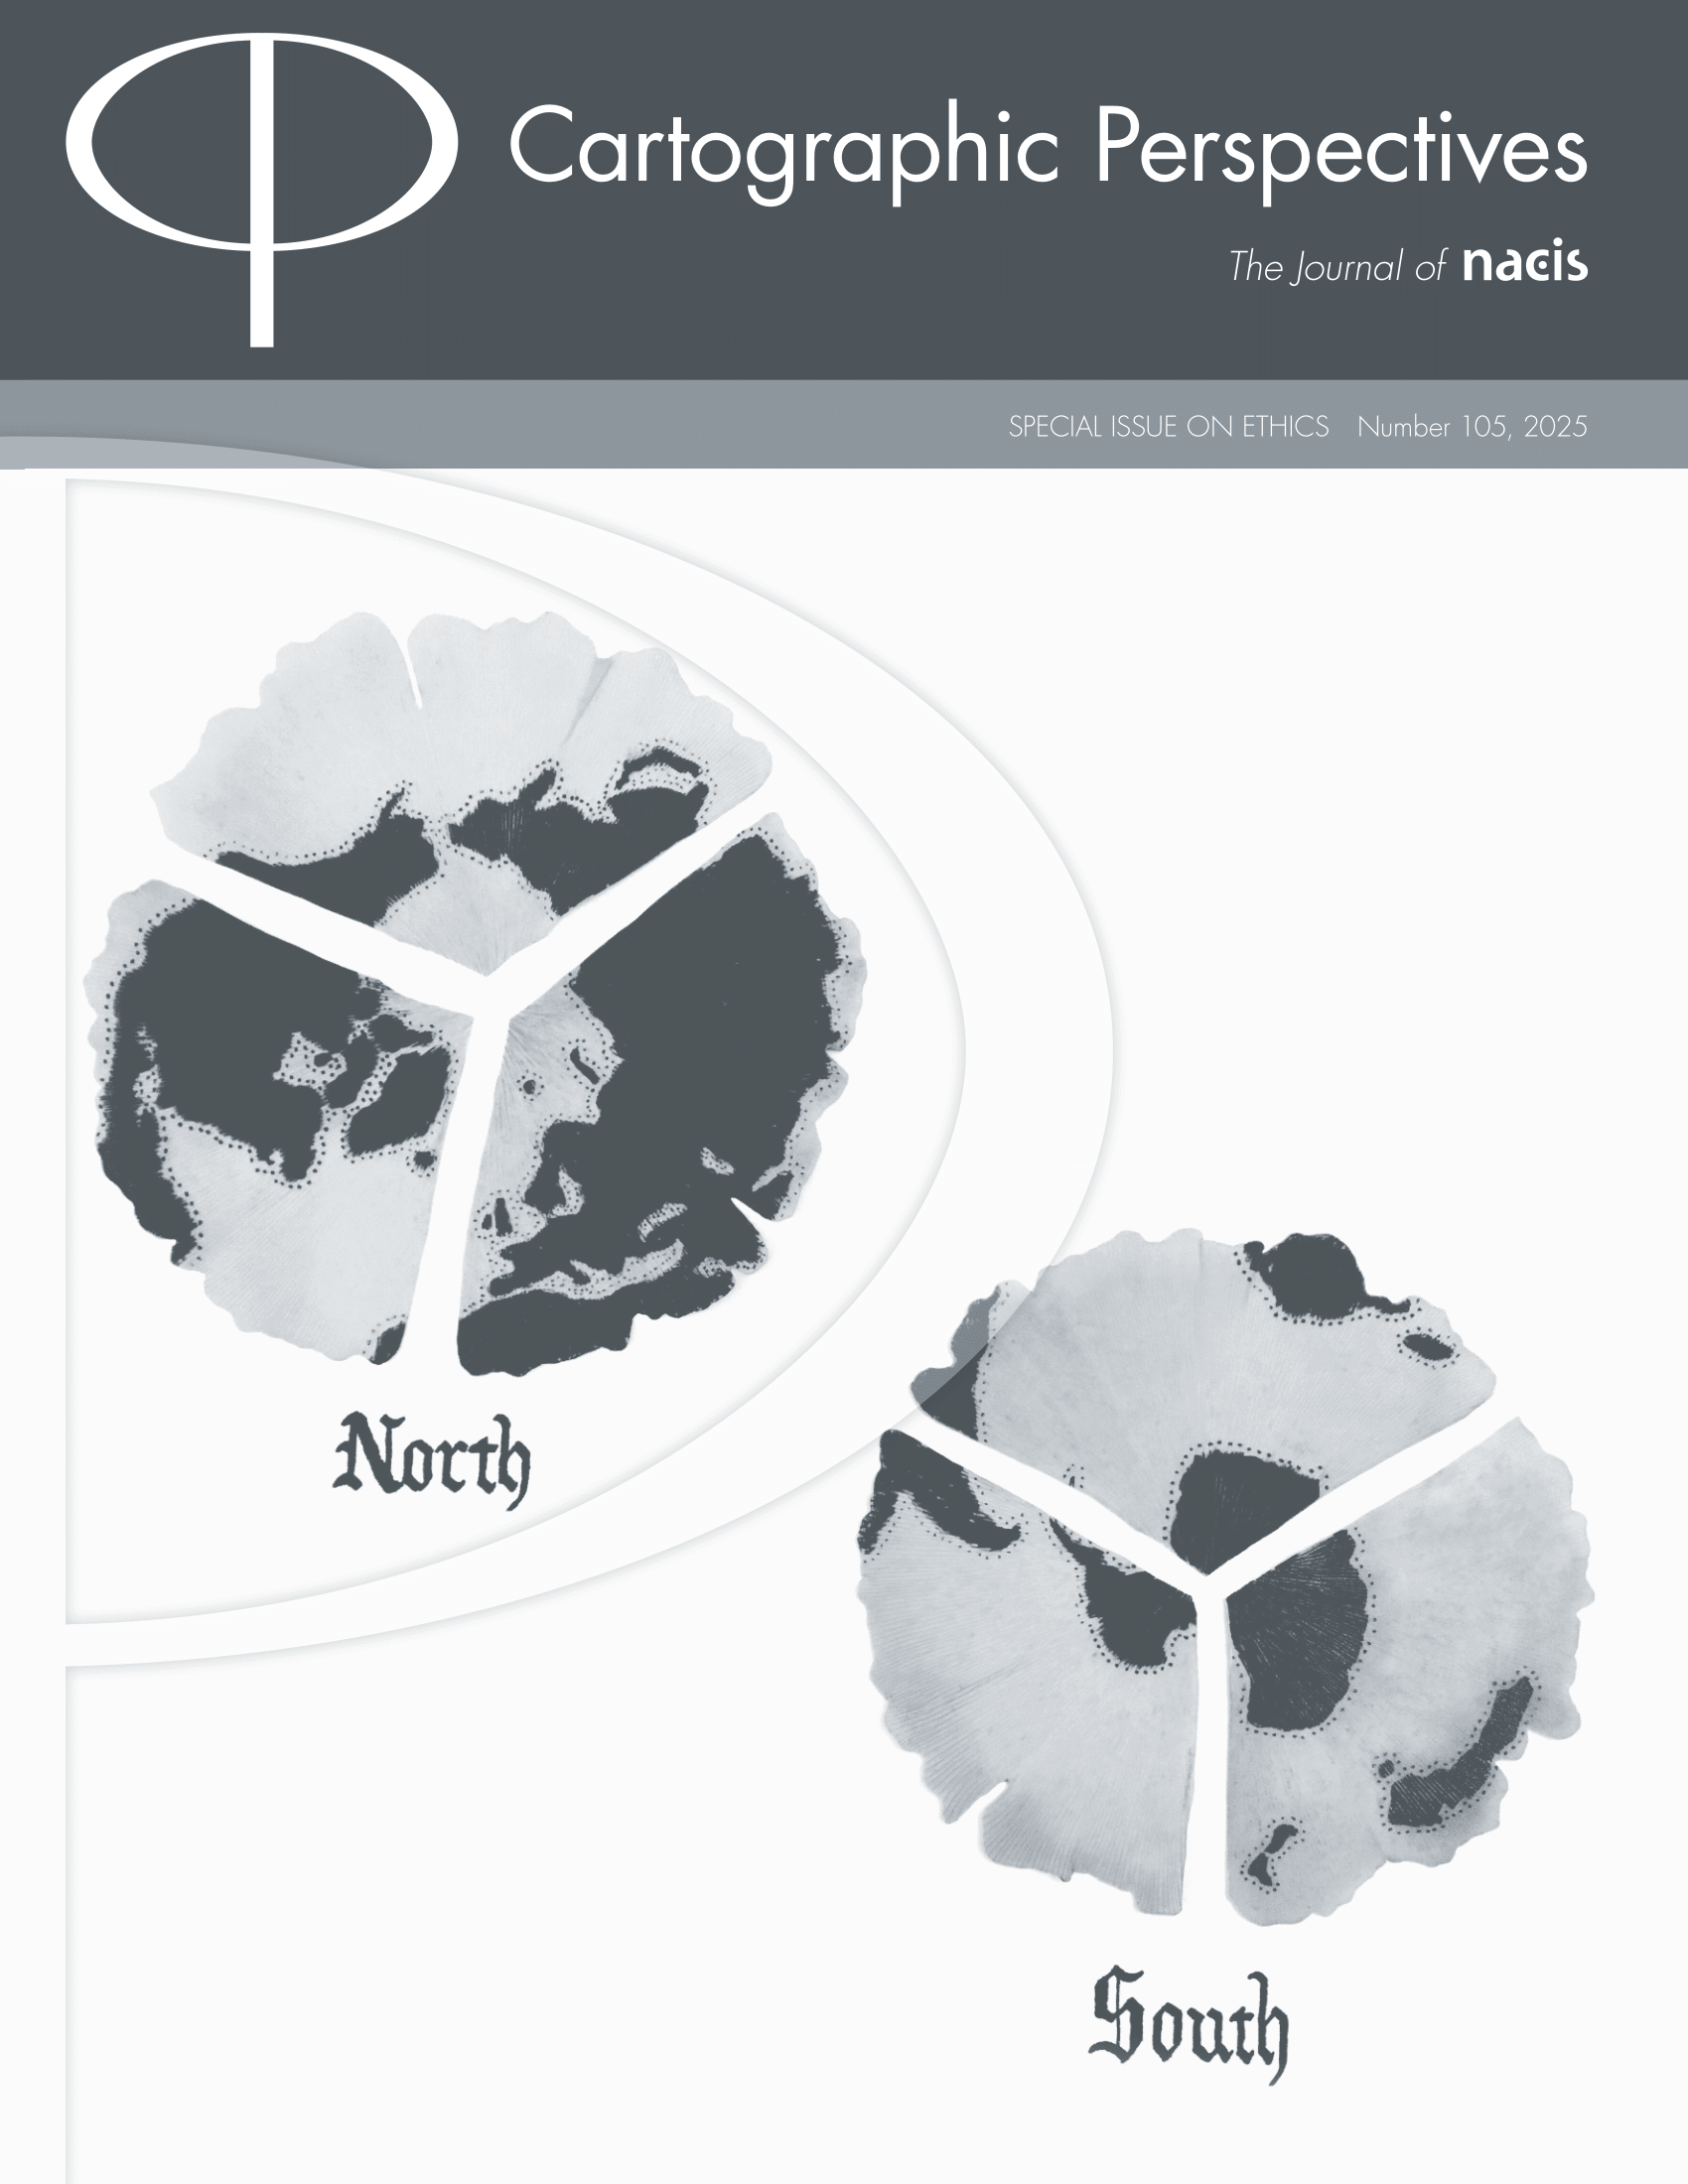 Cartographic Perspectives
The Journal of nacis
SPECIAL ISSUE ON ETHICS Number 105, 2025
North
South